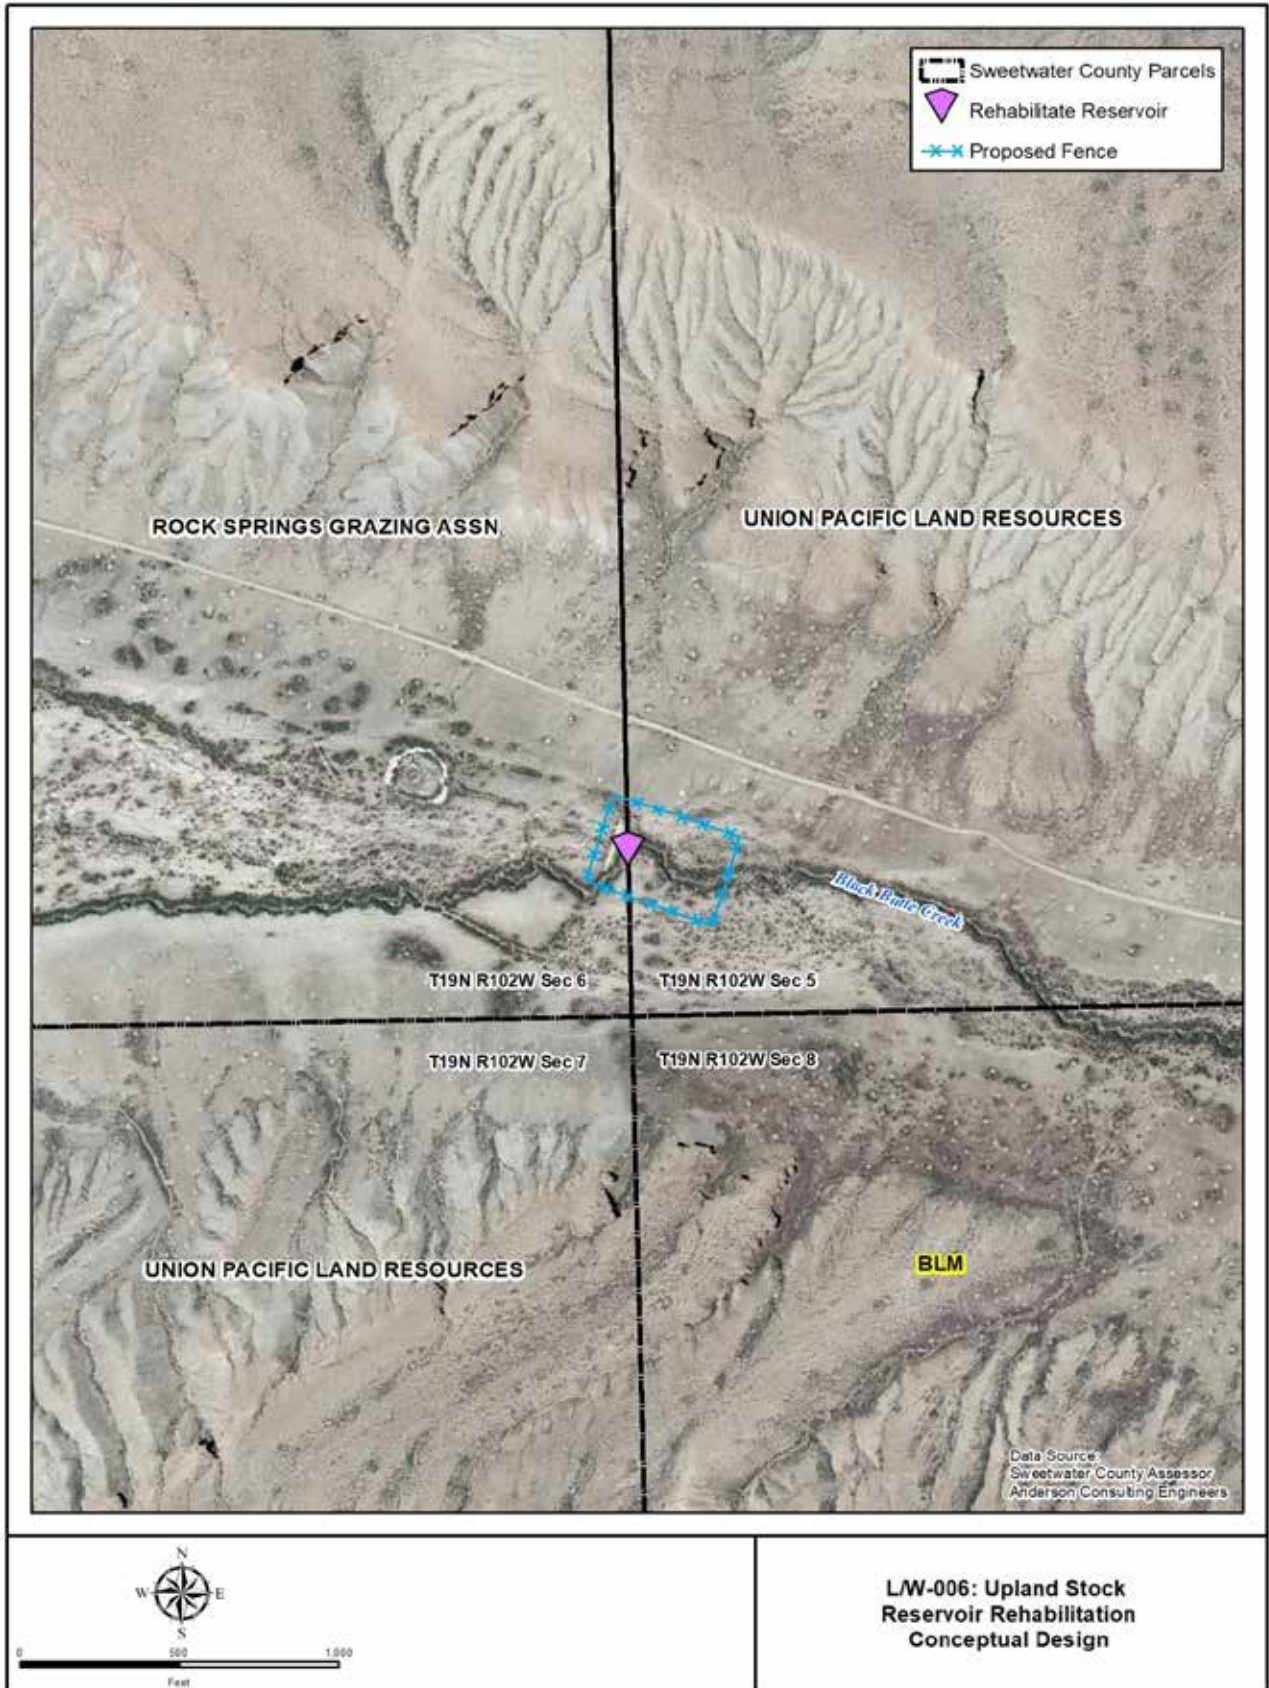 Sweetwater County Parcels
Rehabilitate Reservoir
Proposed Fence
ROCK SPRINGS GRAZING ASSN
UNION PACIFIC LAND RESOURCES
Black Butte Creek
T19N R102W Sec 6
T19N R102W Sec 5
T19N R102W Sec 7
T19N R102W Sec 8
UNION PACIFIC LAND RESOURCES
BLM
Data Source:
Sweetwater County Assessor
Anderson Consulting Engineers
N
W
E
S
0
500
1,000
Feet
L/W-006: Upland Stock
Reservoir Rehabilitation
Conceptual Design